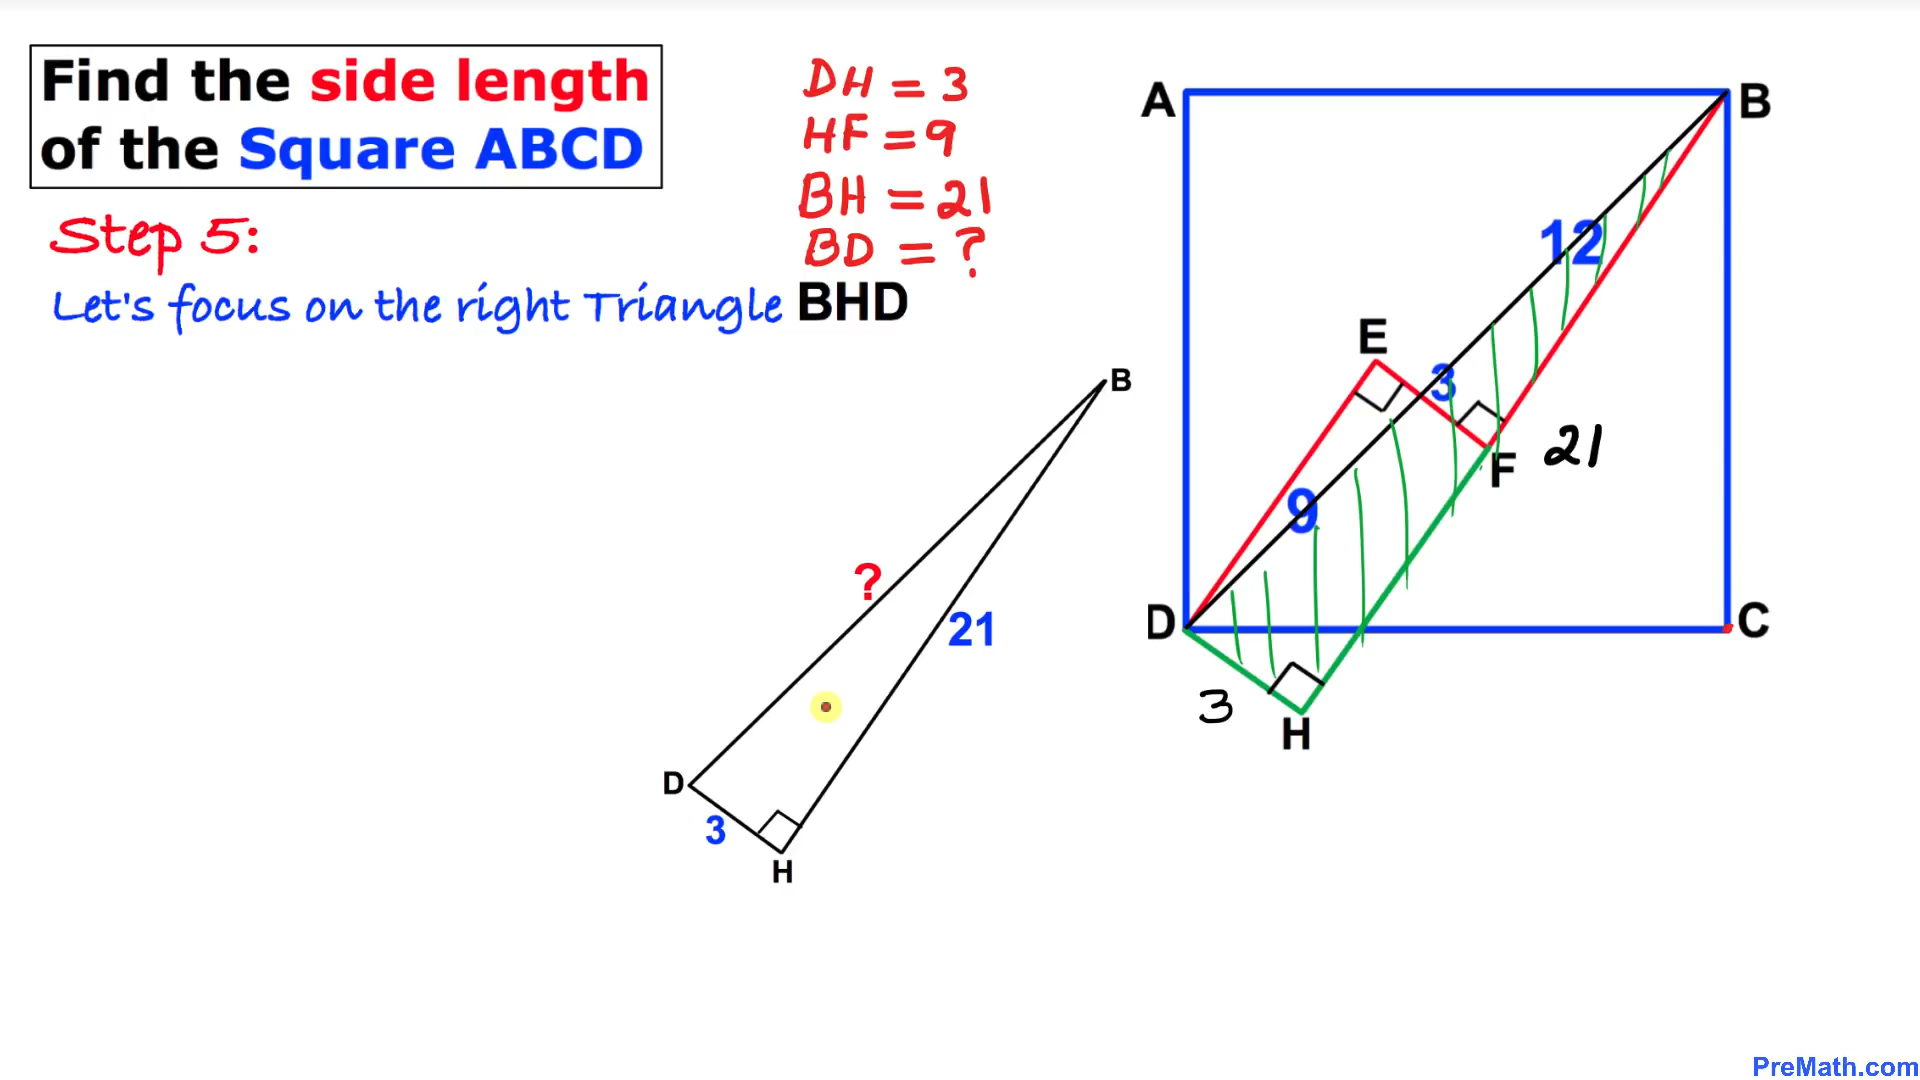 Find the side length
of the Square ABCD
DH = 3
HF = 9
BH = 21
BD = ?
Step 5:
Let's focus on the right Triangle BHD
B
?
21
D
3
H
A
B
12
E
3
F
21
9
D
C
3
H
PreMath.com